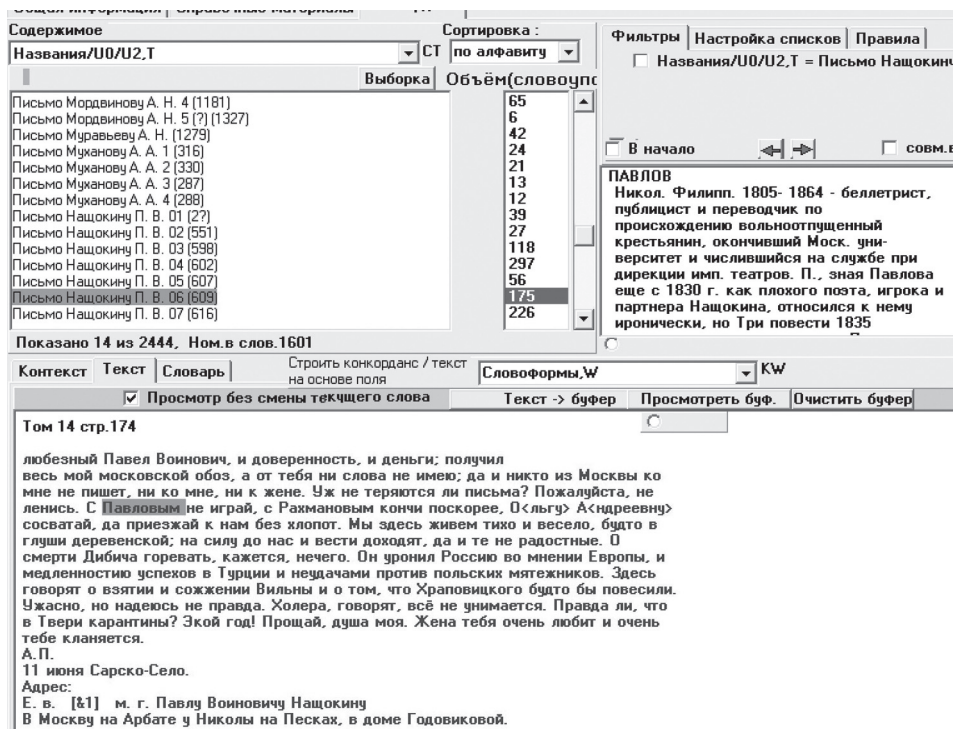 Содержимое
Сортировка :
Названия/U0/U2,T
СТ
по алфавиту
Выборка
Объём(словоупо
Письмо Мордвинову А. Н. 4 (1181)
Письмо Мордвинову А. Н. 5 (?) (1327)
Письмо Муравьеву А. Н. (1279)
Письмо Муханову А. А. 1 (316)
Письмо Муханову А. А. 2 (330)
Письмо Муханову А. А. 3 (287)
Письмо Муханову А. А. 4 (288)
Письмо Нащокину П. В. 01 (2?)
Письмо Нащокину П. В. 02 (551)
Письмо Нащокину П. В. 03 (598)
Письмо Нащокину П. В. 04 (602)
Письмо Нащокину П. В. 05 (607)
Письмо Нащокину П. В. 06 (609)
Письмо Нащокину П. В. 07 (616)
65
6
42
24
21
13
12
39
27
118
297
56
175
226
Показано 14 из 2444, Ном.в слов.1601
Фильтры Настройка списков Правила
Названия/U0/U2,T = Письмо Нащокину
В начало
совм.в
ПАВЛОВ
Никол. Филипп. 1805- 1864 - беллетрист,
публицист и переводчик по
происхождению вольноотпущенный
крестьянин, окончивший Моск. уни-
верситет и числившийся на службе при
дирекции имп. театров. П., зная Павлова
еще с 1830 г. как плохого поэта, игрока и
партнера Нащокина, относился к нему
иронически, но Три повести 1835
Контекст Текст Словарь
Строить конкорданс / текст
на основе поля
Словоформы,W
KW
Просмотр без смены текущего слова
Текст -> буфер
Просмотреть буф.
Очистить буфер
Том 14 стр.174
любезный Павел Воинович, и доверенность, и деньги; получил
весь мой московской обоз, а от тебя ни слова не имею; да и никто из Москвы ко
мне не пишет, ни ко мне, ни к жене. Уж не теряются ли письма? Пожалуйста, не
ленись. С Павловым не играй, с Рахмановым кончи поскорее, О<льгу> А<ндреевну>
сосватай, да приезжай к нам без хлопот. Мы здесь живем тихо и весело, будто в
глуши деревенской; на силу до нас и вести доходят, да и те не радостные. О
смерти Дибича горевать, кажется, нечего. Он уронил Россию во мнении Европы, и
медленностию успехов в Турции и неудачами против польских мятежников. Здесь
говорят о взятии и сожжении Вильны и о том, что Храповицкого будто бы повесили.
Ужасно, но надеюсь не правда. Холера, говорят, всё не унимается. Правда ли, что
в Твери карантины? Экой год! Прощай, душа моя. Жена тебя очень любит и очень
тебе кланяется.
А.П.
11 июня Сарско-Село.
Адрес:
Е. в. [&1] м. г. Павлу Воиновичу Нащокину
В Москву на Арбате у Николы на Песках, в доме Годовиковой.